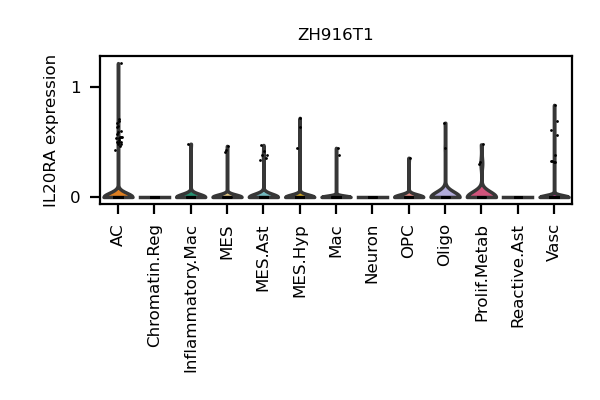 ZH916T1
IL20RA expression
1
0
AC
Chromatin.Reg
Inflammatory.Mac
MES
MES.Ast
MES.Hyp
Mac
Neuron
OPC
Oligo
Prolif.Metab
Reactive.Ast
Vasc